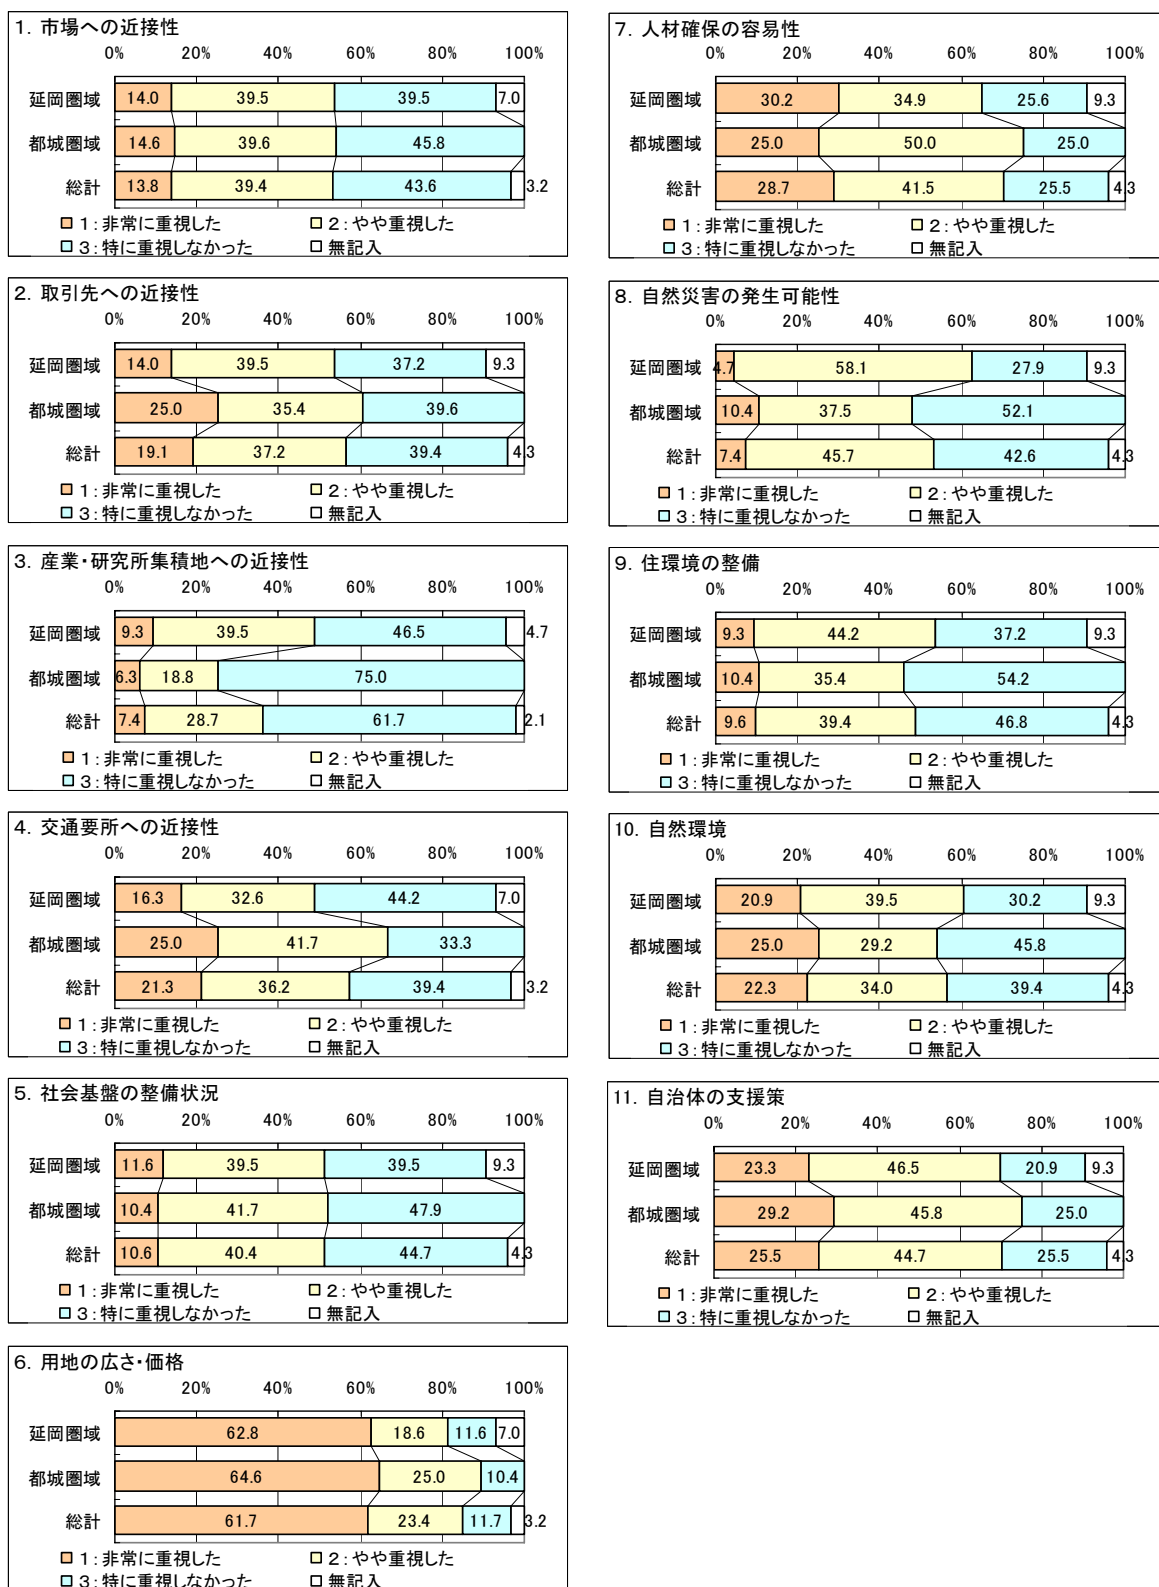 1．市場への近接性
0% 20% 40% 60% 80% 100%
延岡圏域 14.0 39.5 39.5 7.0
都城圏域 14.6 39.6 45.8
総計 13.8 39.4 43.6 3.2
1：非常に重視した 2：やや重視した
3：特に重視しなかった 無記入
2．取引先への近接性
0% 20% 40% 60% 80% 100%
延岡圏域 14.0 39.5 37.2 9.3
都城圏域 25.0 35.4 39.6
総計 19.1 37.2 39.4 4.3
1：非常に重視した 2：やや重視した
3：特に重視しなかった 無記入
3．産業・研究所集積地への近接性
0% 20% 40% 60% 80% 100%
延岡圏域 9.3 39.5 46.5 4.7
都城圏域 6.3 18.8 75.0
総計 7.4 28.7 61.7 2.1
1：非常に重視した 2：やや重視した
3：特に重視しなかった 無記入
4．交通要所への近接性
0% 20% 40% 60% 80% 100%
延岡圏域 16.3 32.6 44.2 7.0
都城圏域 25.0 41.7 33.3
総計 21.3 36.2 39.4 3.2
1：非常に重視した 2：やや重視した
3：特に重視しなかった 無記入
5．社会基盤の整備状況
0% 20% 40% 60% 80% 100%
延岡圏域 11.6 39.5 39.5 9.3
都城圏域 10.4 41.7 47.9
総計 10.6 40.4 44.7 4.3
1：非常に重視した 2：やや重視した
3：特に重視しなかった 無記入
6．用地の広さ・価格
0% 20% 40% 60% 80% 100%
延岡圏域 62.8 18.6 11.6 7.0
都城圏域 64.6 25.0 10.4
総計 61.7 23.4 11.7 3.2
1：非常に重視した 2：やや重視した
3：特に重視しなかった 無記入
7．人材確保の容易性
0% 20% 40% 60% 80% 100%
延岡圏域 30.2 34.9 25.6 9.3
都城圏域 25.0 50.0 25.0
総計 28.7 41.5 25.5 4.3
1：非常に重視した 2：やや重視した
3：特に重視しなかった 無記入
8．自然災害の発生可能性
0% 20% 40% 60% 80% 100%
延岡圏域 4.7 58.1 27.9 9.3
都城圏域 10.4 37.5 52.1
総計 7.4 45.7 42.6 4.3
1：非常に重視した 2：やや重視した
3：特に重視しなかった 無記入
9．住環境の整備
0% 20% 40% 60% 80% 100%
延岡圏域 9.3 44.2 37.2 9.3
都城圏域 10.4 35.4 54.2
総計 9.6 39.4 46.8 4.3
1：非常に重視した 2：やや重視した
3：特に重視しなかった 無記入
10．自然環境
0% 20% 40% 60% 80% 100%
延岡圏域 20.9 39.5 30.2 9.3
都城圏域 25.0 29.2 45.8
総計 22.3 34.0 39.4 4.3
1：非常に重視した 2：やや重視した
3：特に重視しなかった 無記入
11．自治体の支援策
0% 20% 40% 60% 80% 100%
延岡圏域 23.3 46.5 20.9 9.3
都城圏域 29.2 45.8 25.0
総計 25.5 44.7 25.5 4.3
1：非常に重視した 2：やや重視した
3：特に重視しなかった 無記入